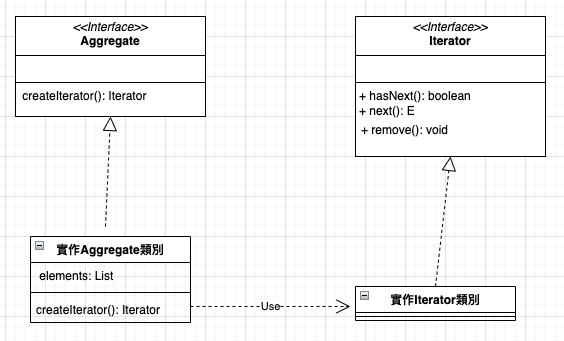 <<Interface>>
Aggregate
createIterator(): Iterator
<<Interface>>
Iterator
+ hasNext(): boolean
+ next(): E
+ remove(): void
實作Aggregate類別
elements: List
createIterator(): Iterator
Use
實作Iterator類別